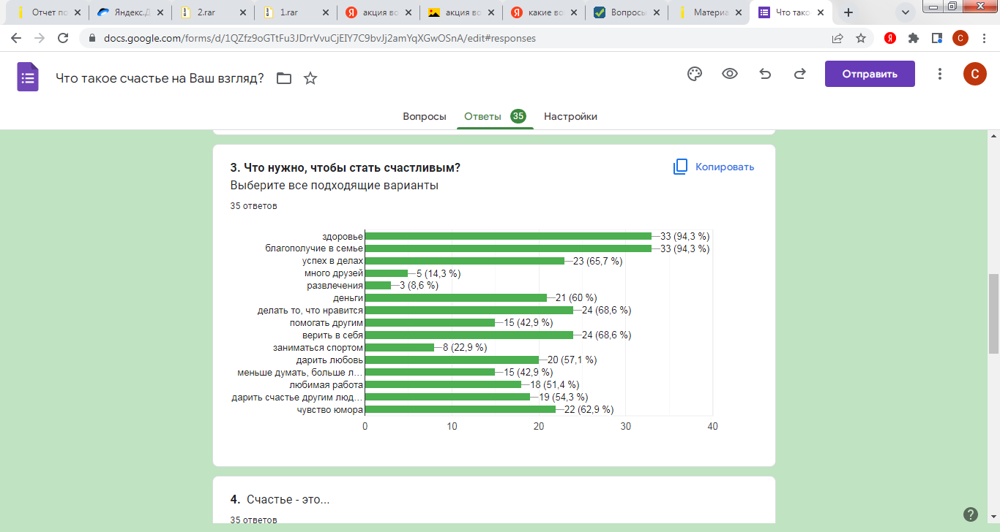 Отчет по
Яндекс.Д
2.rar
1.rar
акция во
акция во
какие во
Вопросы
Материа
Что тако
docs.google.com/forms/d/1QZfz9oGTtFu3JDrrVvuCjEIY7C9bvJj2amYqXGwOSnA/edit#responses
Я
С
Что такое счастье на Ваш взгляд?
Отправить
С
Вопросы
Ответы 35
Настройки
3. Что нужно, чтобы стать счастливым?
Копировать
Выберите все подходящие варианты
35 ответов
здоровье 33 (94,3 %)
благополучие в семье 33 (94,3 %)
успех в делах 23 (65,7 %)
много друзей 5 (14,3 %)
развлечения 3 (8,6 %)
деньги 21 (60 %)
делать то, что нравится 24 (68,6 %)
помогать другим 15 (42,9 %)
верить в себя 24 (68,6 %)
заниматься спортом 8 (22,9 %)
дарить любовь 20 (57,1 %)
меньше думать, больше л... 15 (42,9 %)
любимая работа 18 (51,4 %)
дарить счастье другим люд... 19 (54,3 %)
чувство юмора 22 (62,9 %)
0 10 20 30 40
4. Счастье - это...
35 ответов